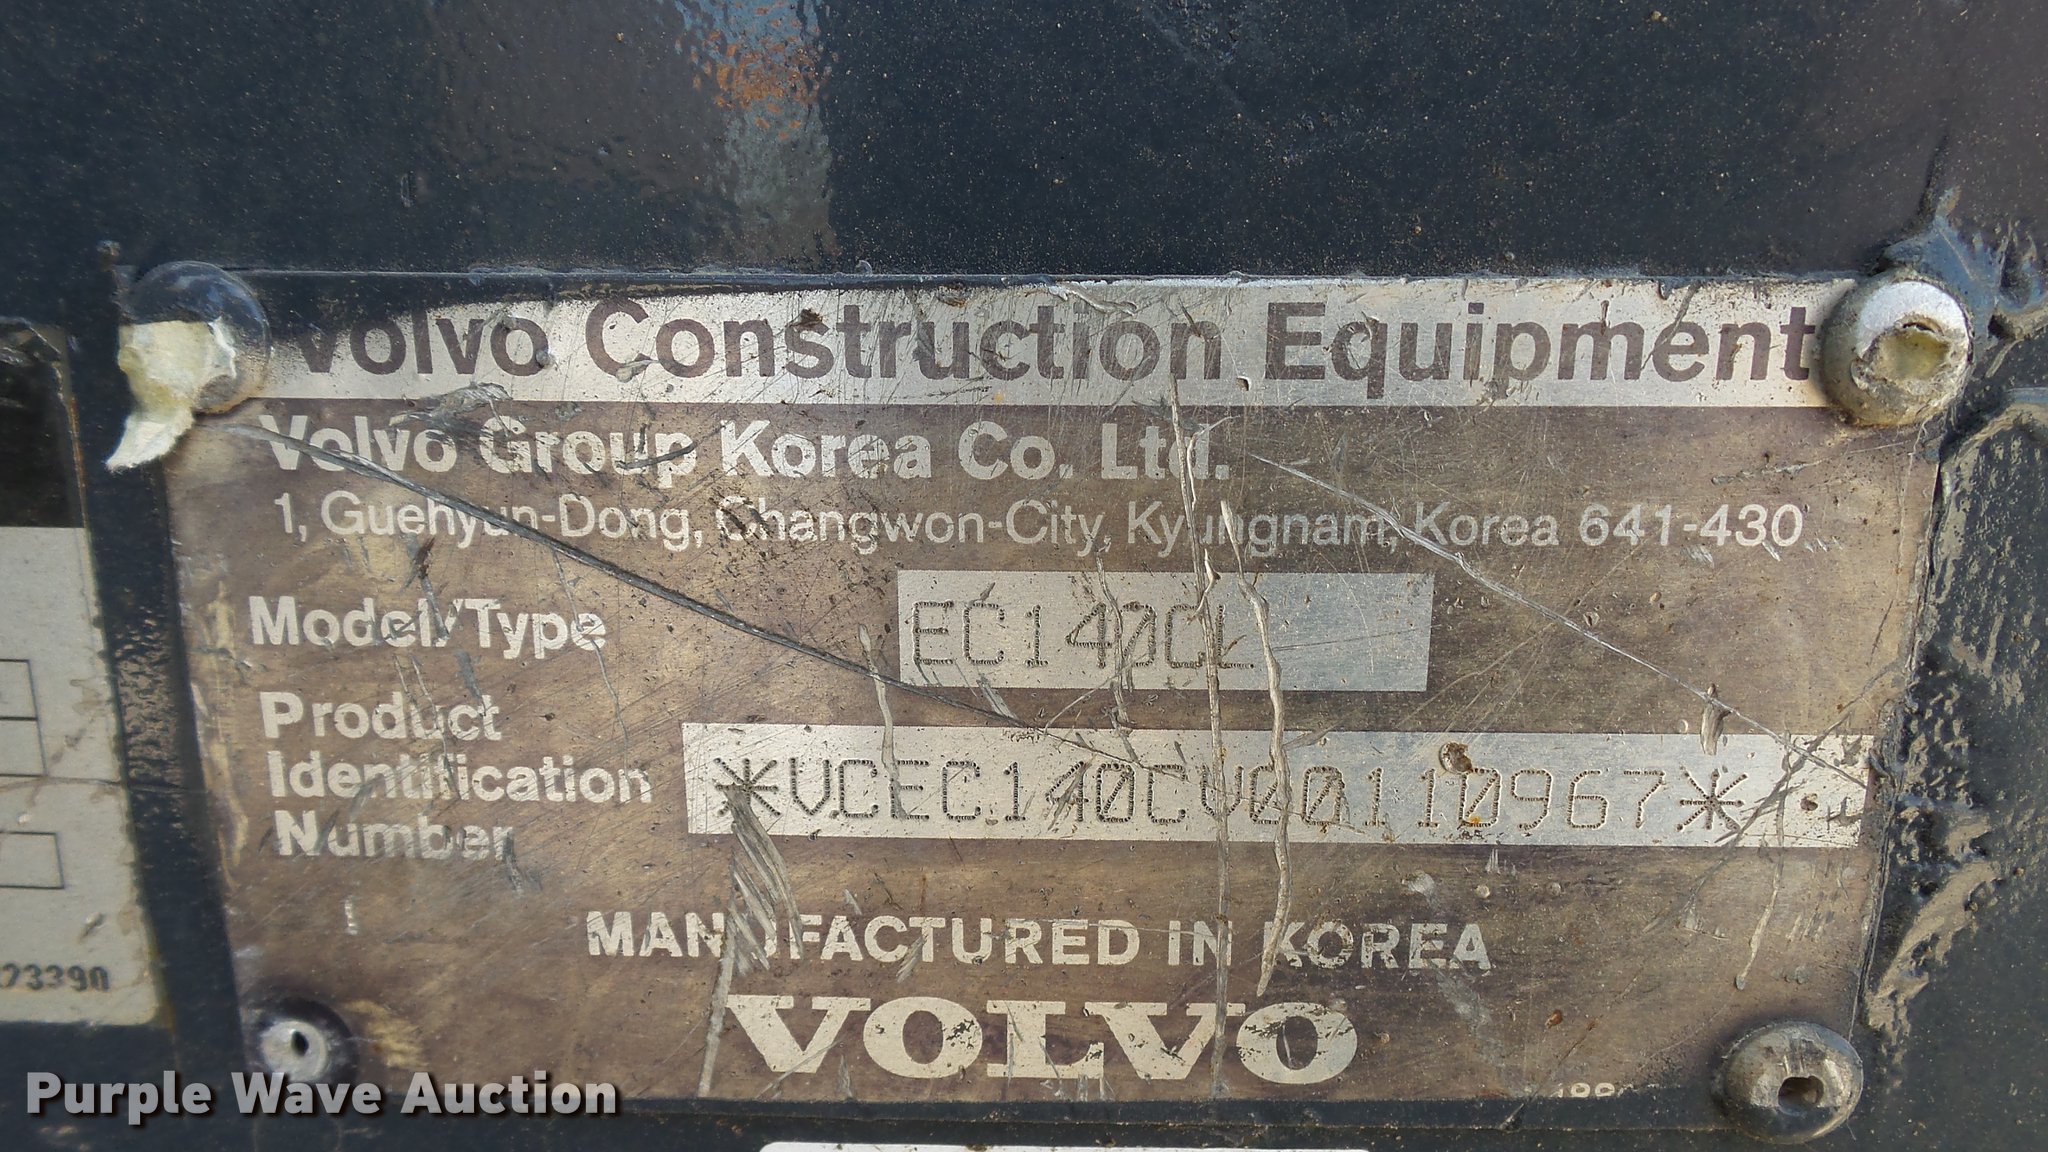 Volvo Construction Equipment
Volvo Group Korea Co. Ltd.
1, Guehyun-Dong, Changwon-City, Kyungnam, Korea 641-430
Model/Type EC140CL
Product
Identification
Number *VCEC140CV00110967*
MANUFACTURED IN KOREA
VOLVO
23390
Purple Wave Auction